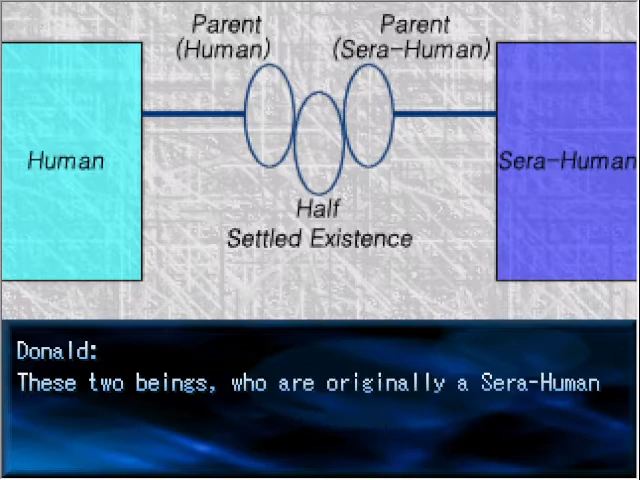 Parent
(Human)
Parent
(Sera-Human)
Human
Sera-Human
Half
Settled Existence
Donald:
These two beings, who are originally a Sera-Human